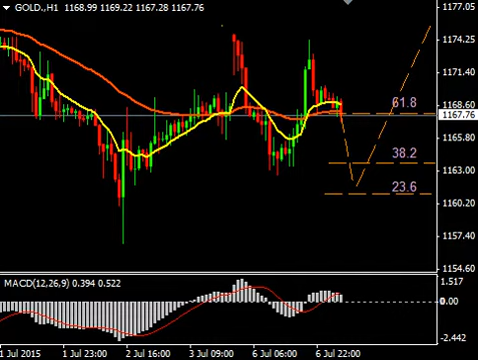 GOLD.,H1 1168.99 1169.22 1167.28 1167.76
1177.05
1174.25
1171.40
1168.60
1167.76
1165.80
1163.00
1160.20
1157.40
1154.60
61.8
38.2
23.6
MACD(12,26,9) 0.394 0.522
1.517
0.00
-2.442
1 Jul 2015
1 Jul 23:00
2 Jul 16:00
3 Jul 09:00
6 Jul 06:00
6 Jul 22:00